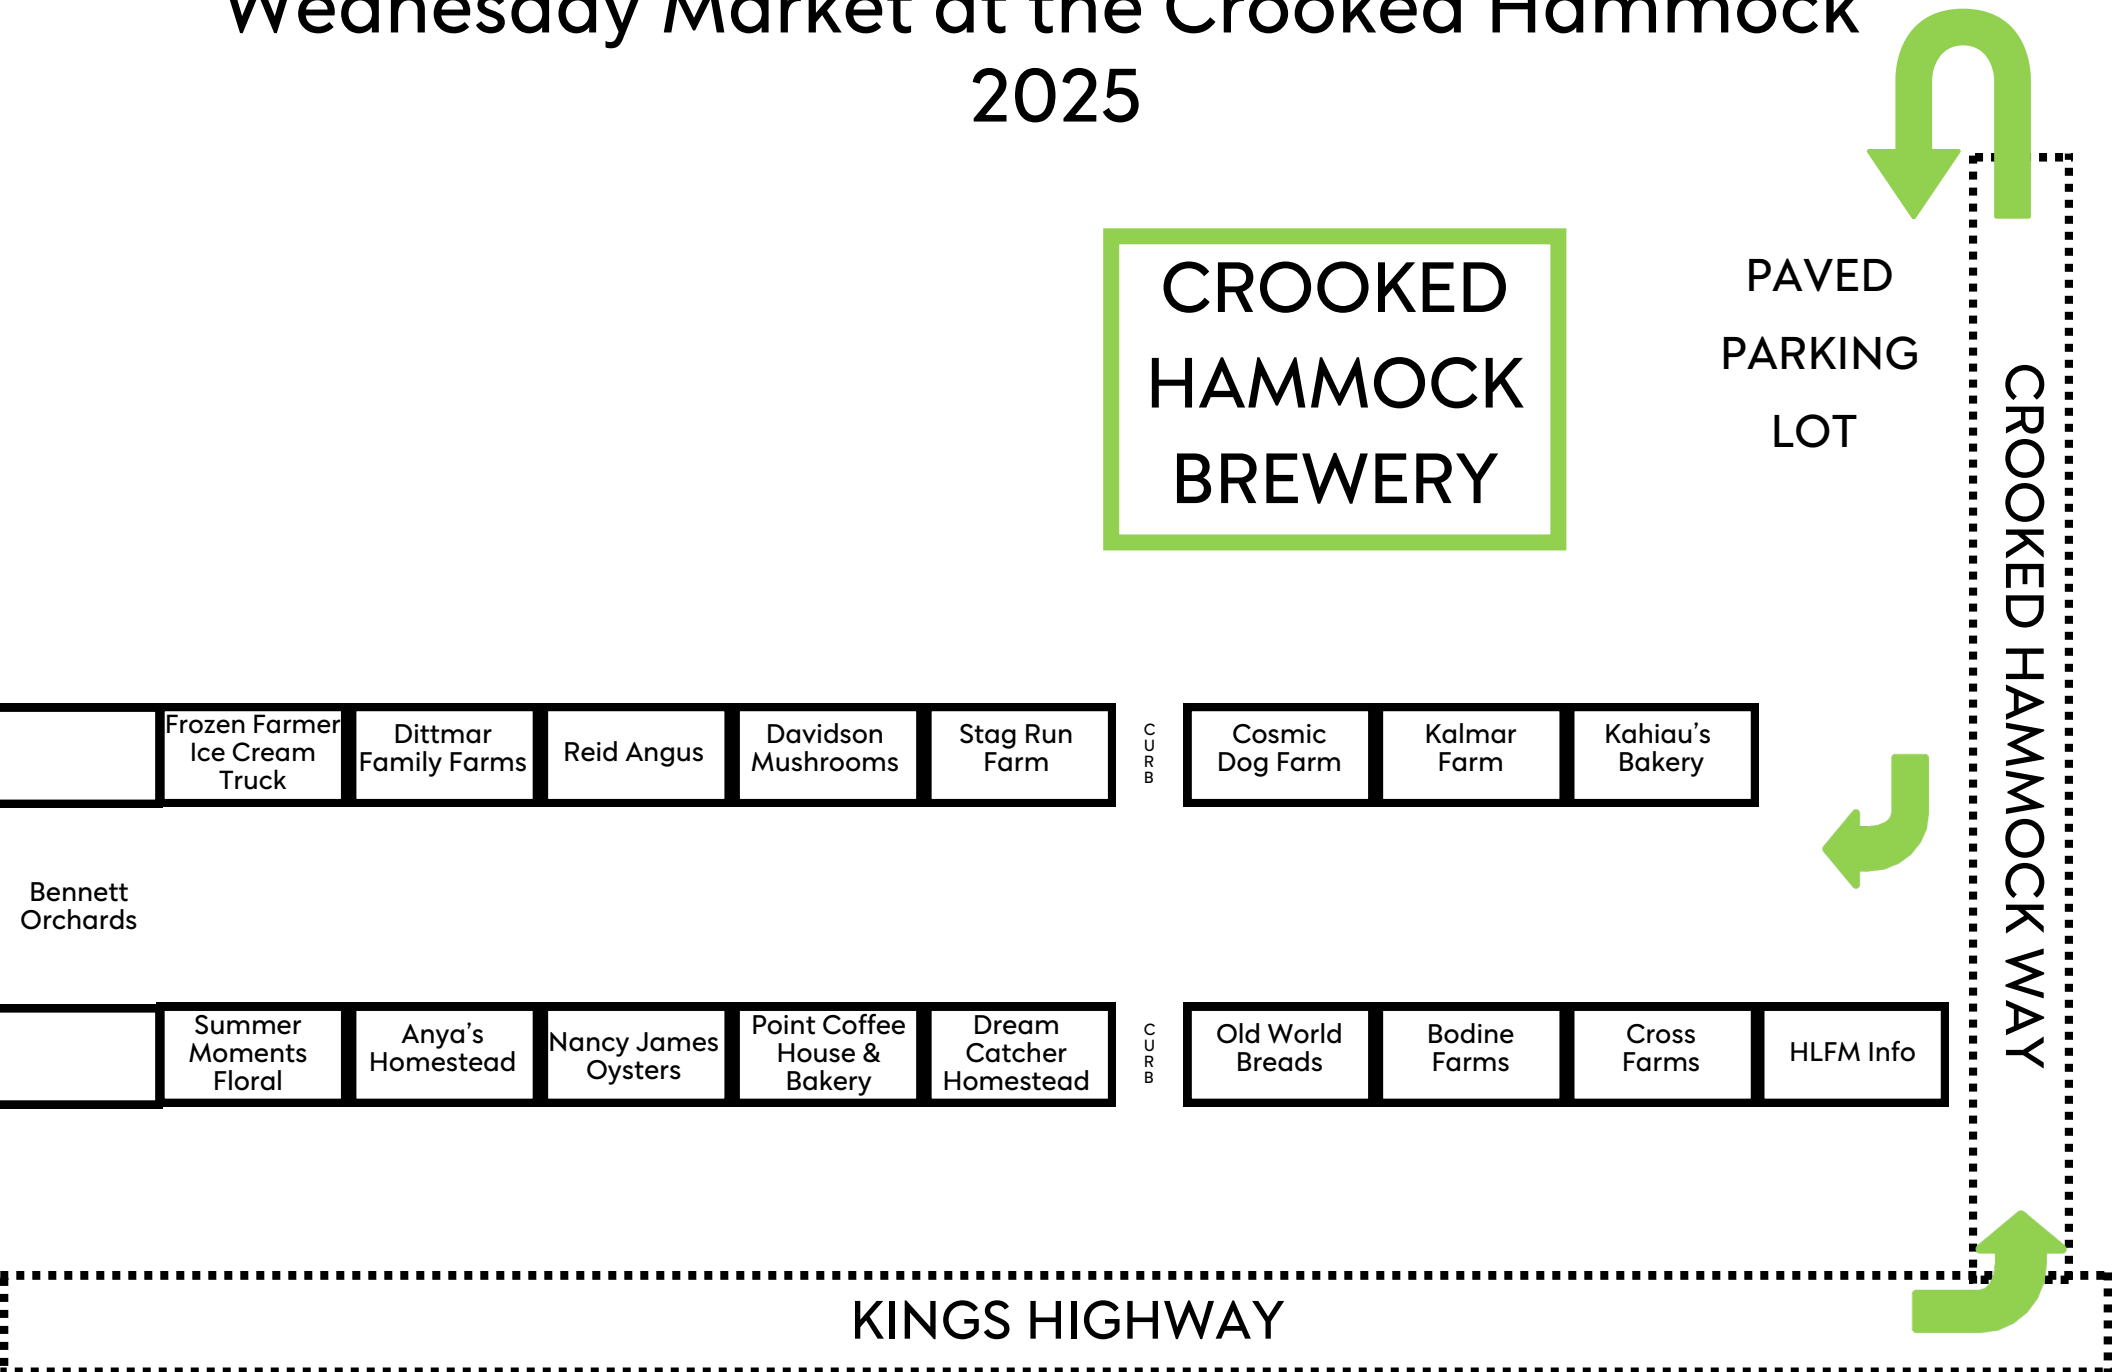 Wednesday Market at the Crooked Hammock
2025
CROOKED
HAMMOCK
BREWERY
PAVED
PARKING
LOT
CROOKED HAMMOCK WAY
Frozen Farmer
Ice Cream
Truck
Dittmar
Family Farms
Reid Angus
Davidson
Mushrooms
Stag Run
Farm
CURB
Cosmic
Dog Farm
Kalmar
Farm
Kahiau's
Bakery
Bennett
Orchards
Summer
Moments
Floral
Anya's
Homestead
Nancy James
Oysters
Point Coffee
House &
Bakery
Dream
Catcher
Homestead
CURB
Old World
Breads
Bodine
Farms
Cross
Farms
HLFM Info
KINGS HIGHWAY